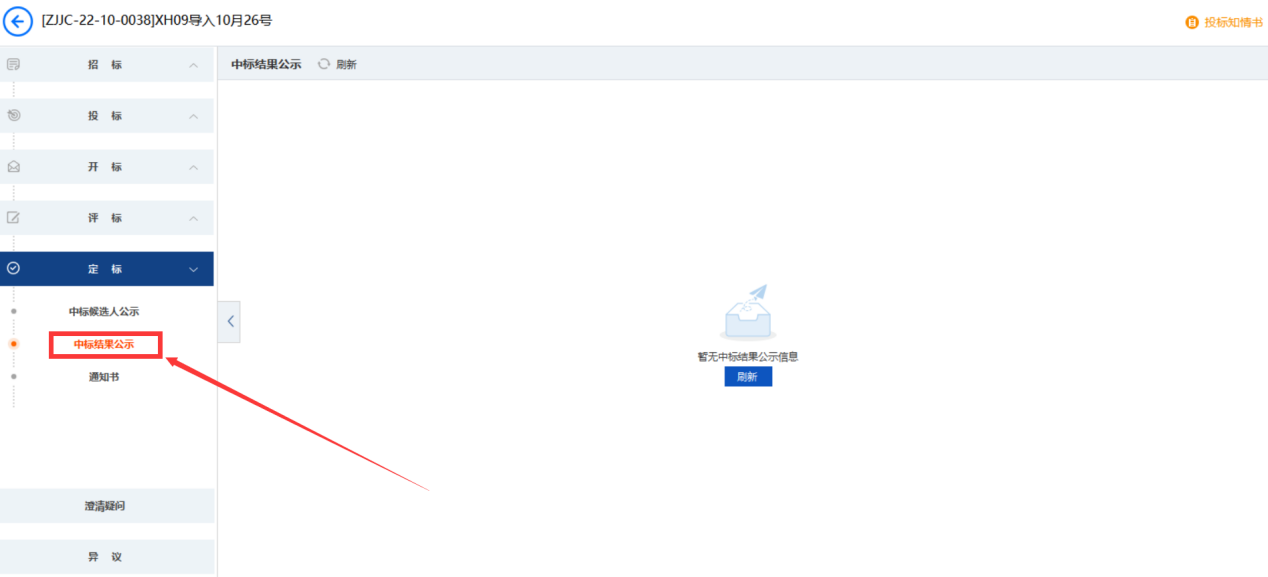 [ZJJC-22-10-0038]XH09导入10月26号
投标知情书
招 标
投 标
开 标
评 标
定 标
中标候选人公示
中标结果公示
通知书
澄清疑问
异 议
中标结果公示 刷新
暂无中标结果公示信息
刷新